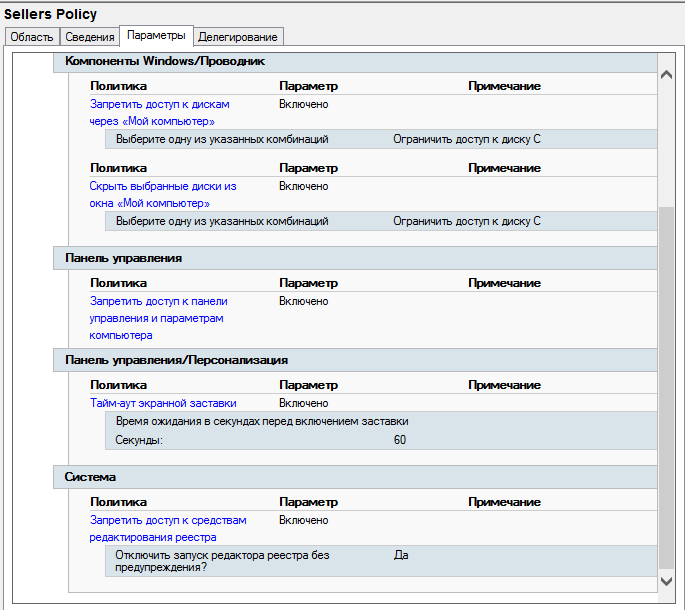 Sellers Policy
Область Сведения Параметры Делегирование
Компоненты Windows/Проводник
Политика Параметр Примечание
Запретить доступ к дискам Включено
через «Мой компьютер»
Выберите одну из указанных комбинаций Ограничить доступ к диску C
Политика Параметр Примечание
Скрыть выбранные диски из Включено
окна «Мой компьютер»
Выберите одну из указанных комбинаций Ограничить доступ к диску C
Панель управления
Политика Параметр Примечание
Запретить доступ к панели Включено
управления и параметрам
компьютера
Панель управления/Персонализация
Политика Параметр Примечание
Тайм-аут экранной заставки Включено
Время ожидания в секундах перед включением заставки
Секунды: 60
Система
Политика Параметр Примечание
Запретить доступ к средствам Включено
редактирования реестра
Отключить запуск редактора реестра без Да
предупреждения?